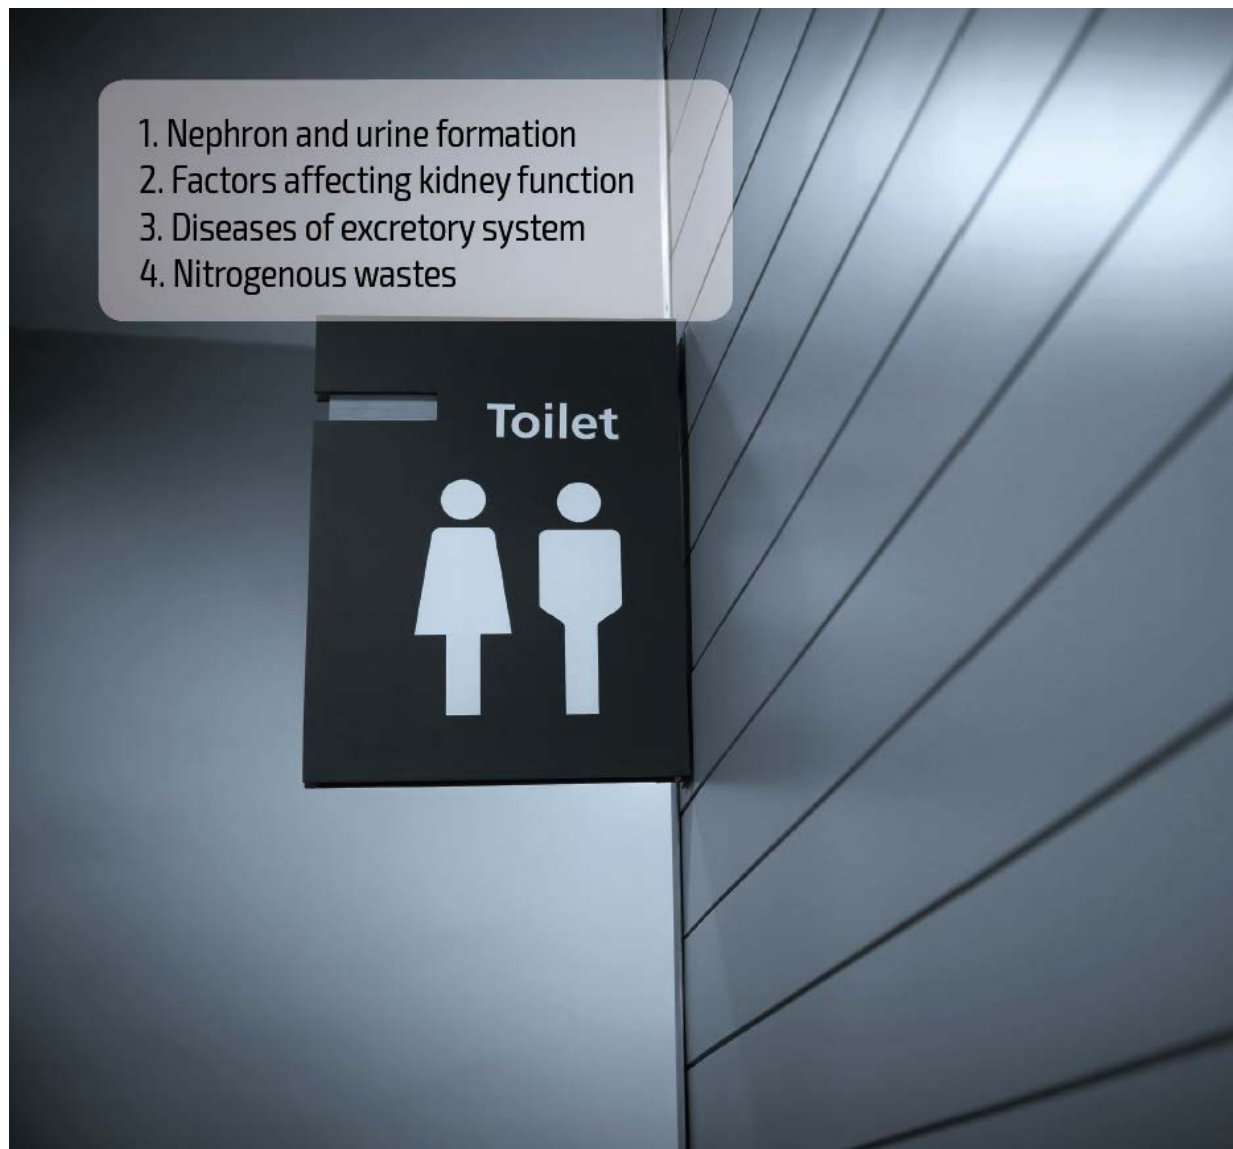 1. Nephron and urine formation
2. Factors affecting kidney function
3. Diseases of excretory system
4. Nitrogenous wastes
Toilet